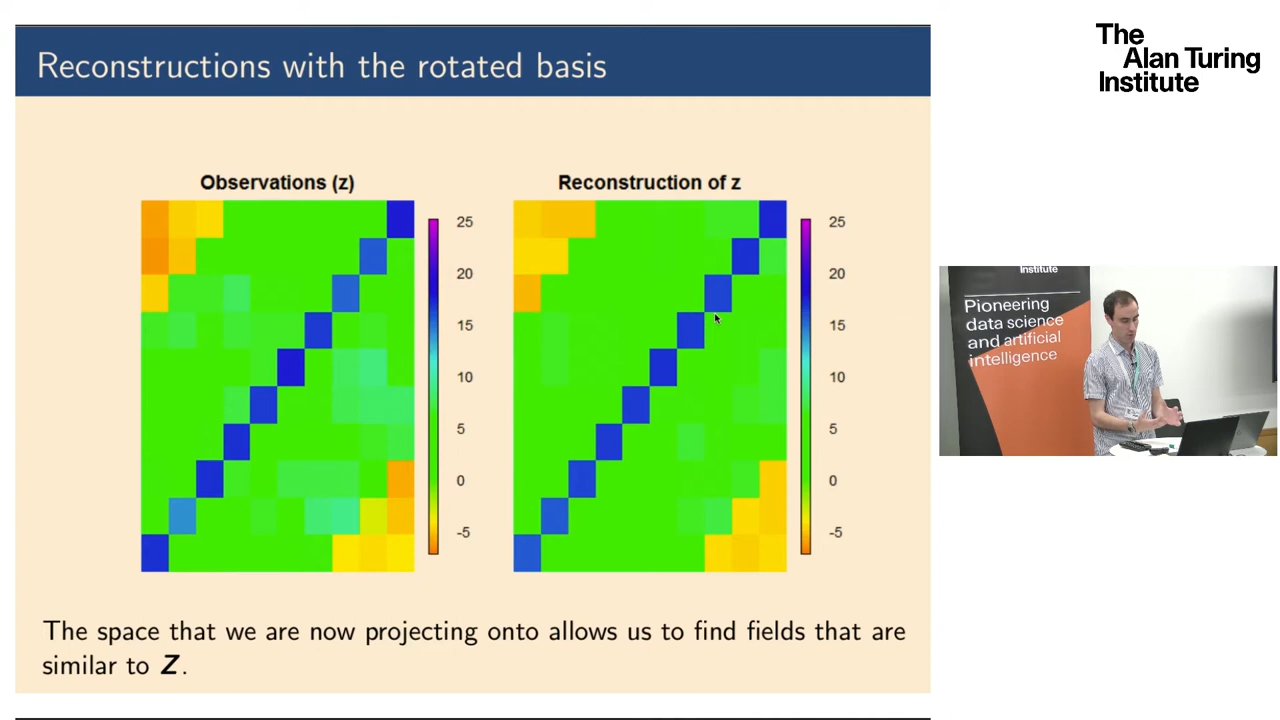 Reconstructions with the rotated basis
Observations (z)
25
20
15
10
5
0
-5
Reconstruction of z
25
20
15
10
5
0
-5
The space that we are now projecting onto allows us to find fields that are
similar to Z.
The
Alan Turing
Institute
Institute
Pioneering
data science
and artificial
intelligence